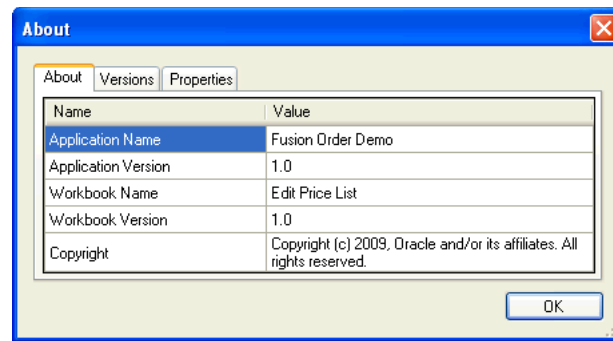 About
About Versions Properties
Name Value
Application Name Fusion Order Demo
Application Version 1.0
Workbook Name Edit Price List
Workbook Version 1.0
Copyright Copyright (c) 2009, Oracle and/or its affiliates. All
rights reserved.
OK